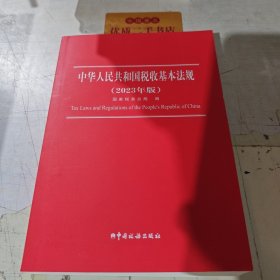 优质二手书店
中华人民共和国税收基本法规
（2023年版）
国家税务总局 编
Tax Laws and Regulations of the People's Republic of China
中国税务出版社